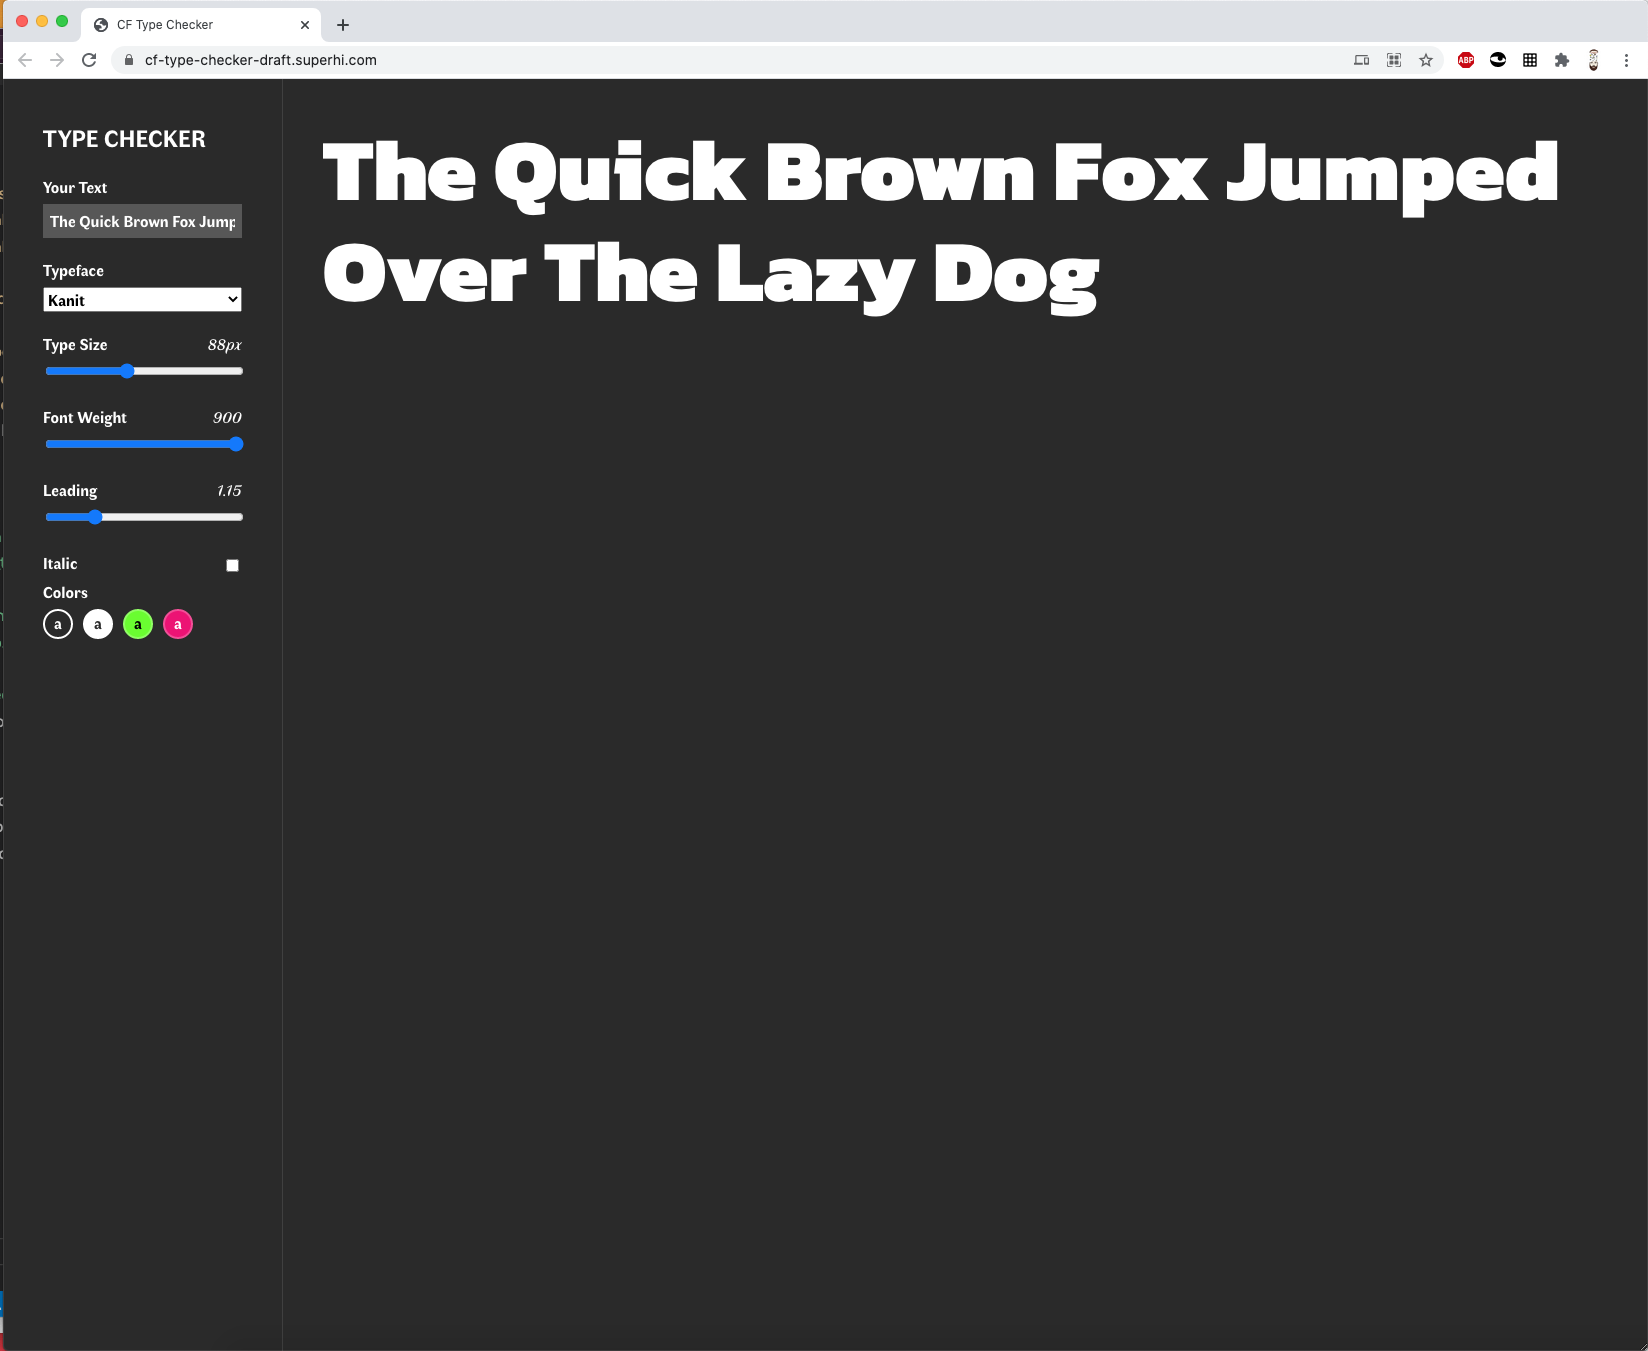 CF Type Checker
cf-type-checker-draft.superhi.com
ABP
TYPE CHECKER
Your Text
The Quick Brown Fox Jump
Typeface
Kanit
Type Size 88px
Font Weight 900
Leading 1.15
Italic
Colors
a a a a
The Quick Brown Fox Jumped
Over The Lazy Dog